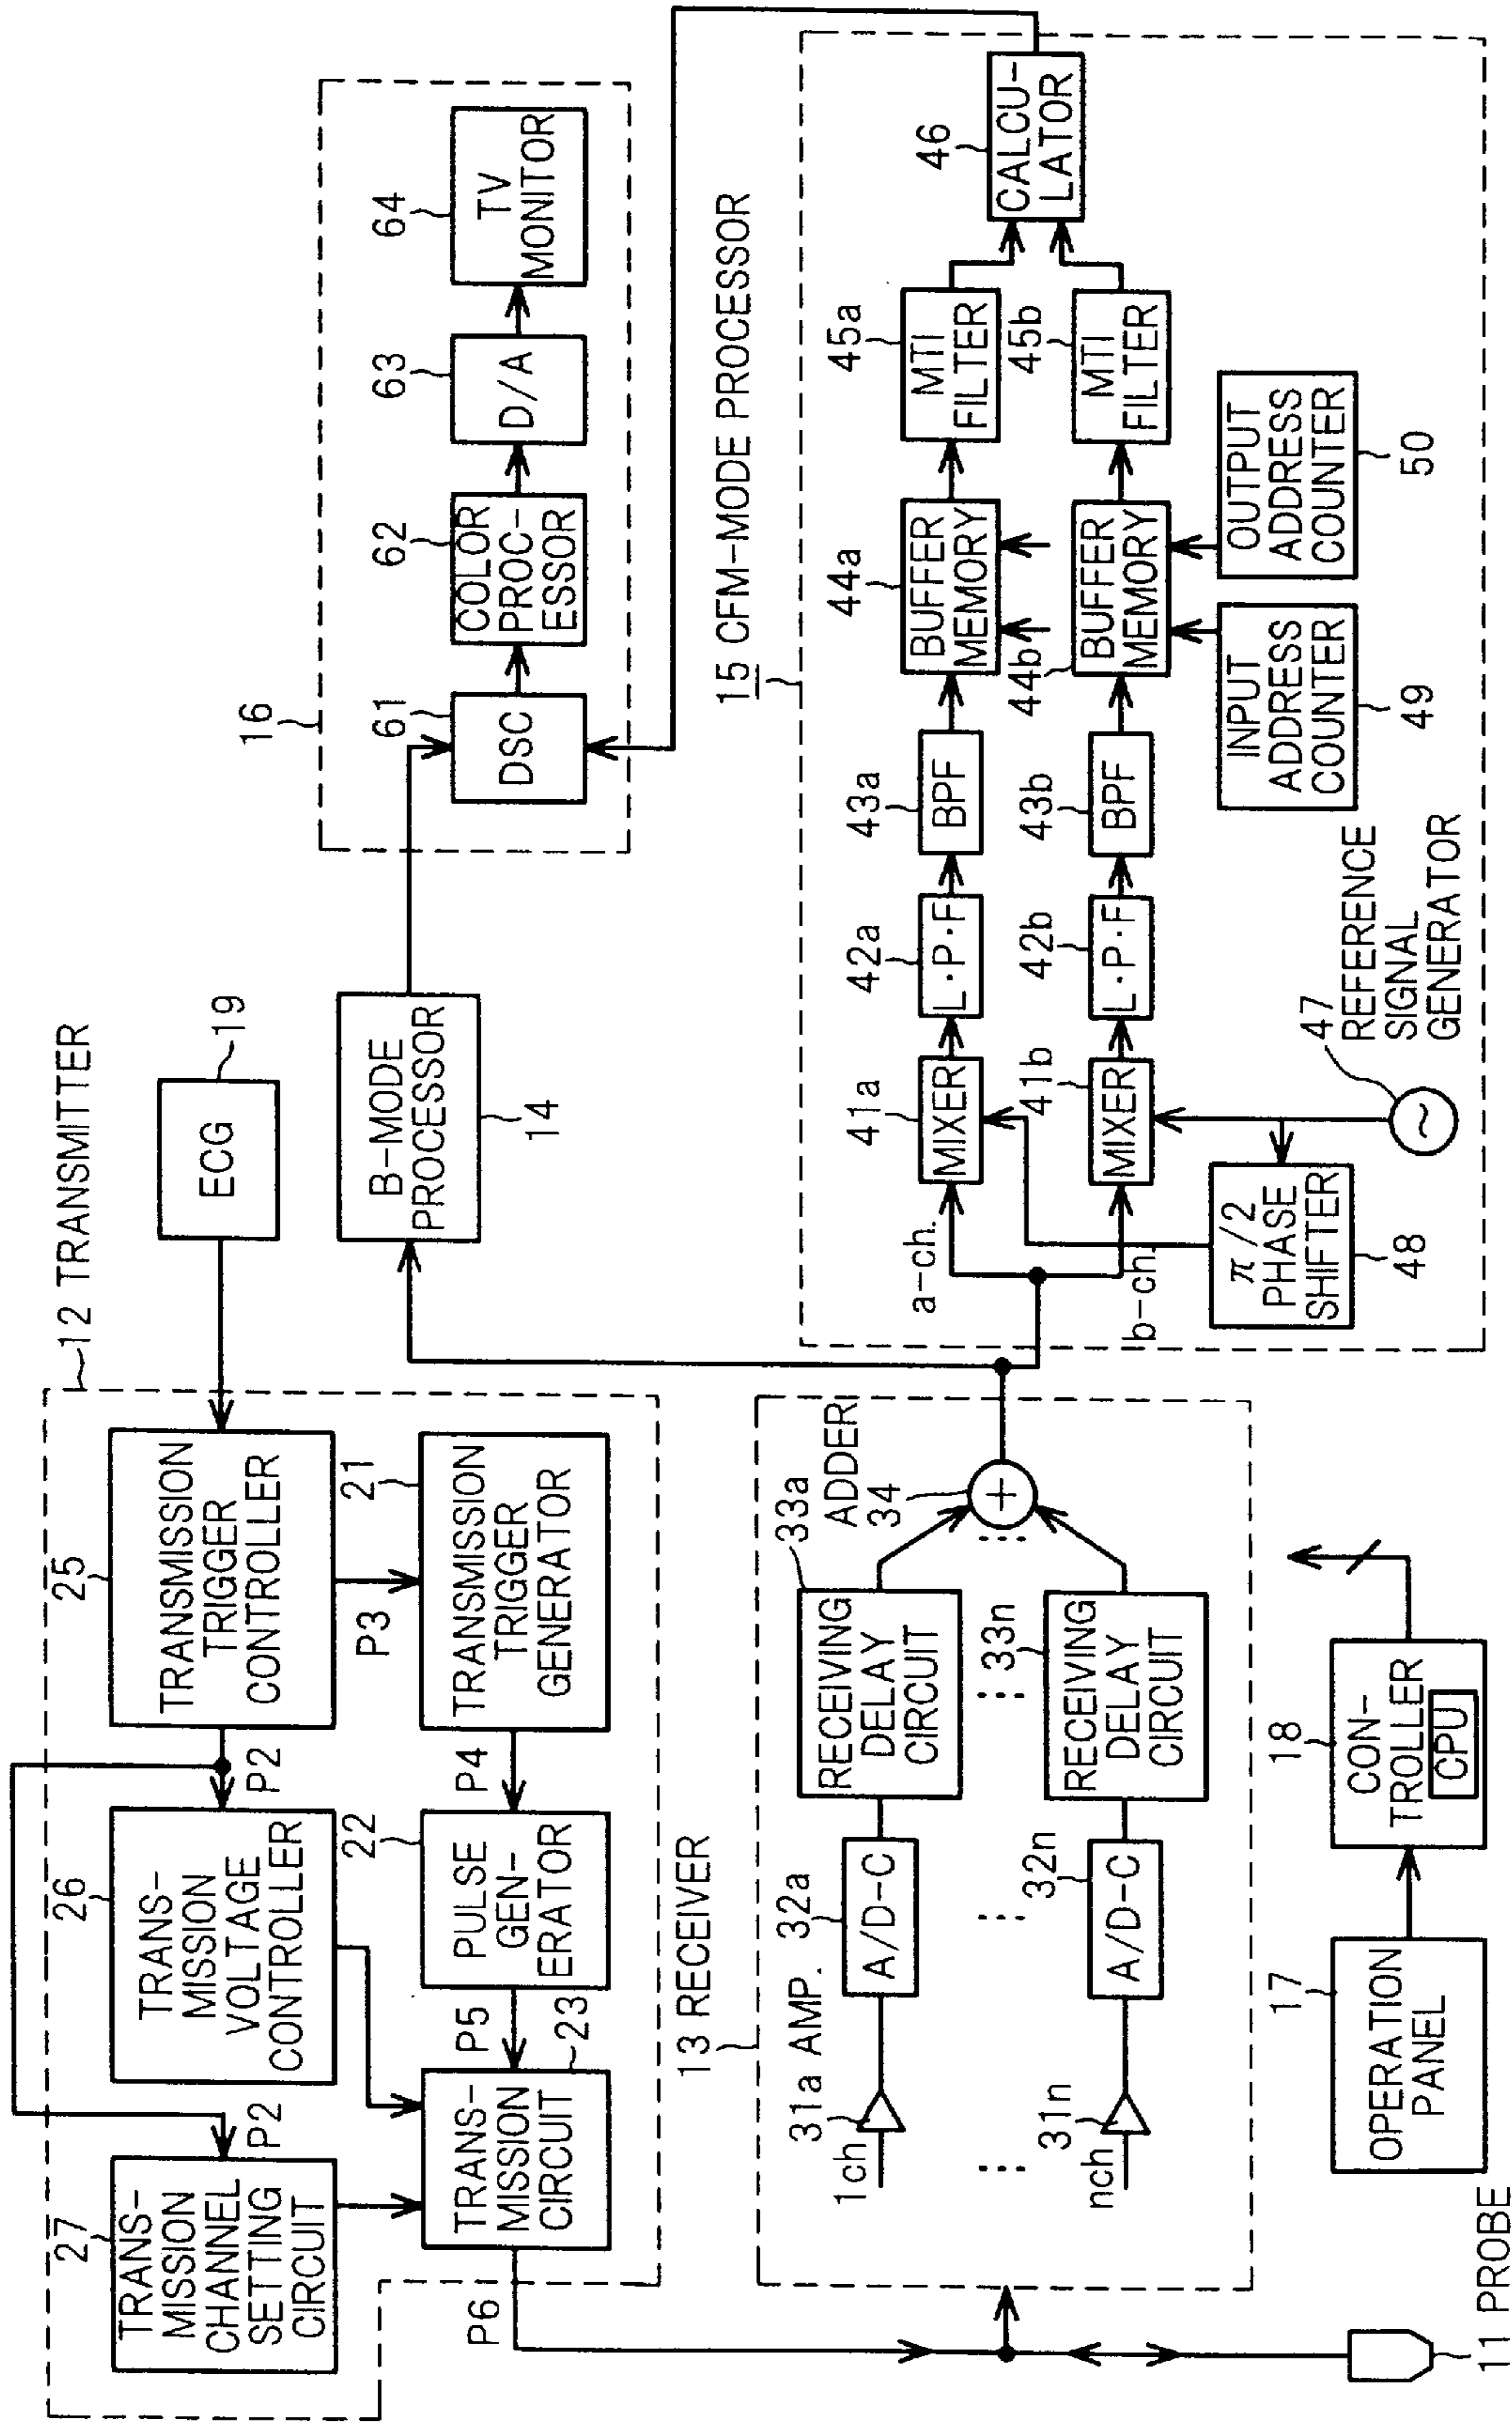 12 TRANSMITTER
27
TRANS-
MISSION
CHANNEL
SETTING
CIRCUIT
P2
26
TRANS-
MISSION
VOLTAGE
CONTROLLER
P2
25
TRANSMISSION
TRIGGER
CONTROLLER
ECG
19
P3
21
TRANSMISSION
TRIGGER
GENERATOR
P4
22
PULSE
GEN-
ERATOR
P5
23
TRANS-
MISSION
CIRCUIT
P6
B-MODE
PROCESSOR
14
16
61
DSC
62
COLOR
PROC-
ESSOR
63
D/A
64
TV
MONITOR
13 RECEIVER
1ch
31a AMP.
32a
A/D-C
33a
RECEIVING
DELAY
CIRCUIT
ADDER
34
+
nch
31n
32n
A/D-C
33n
RECEIVING
DELAY
CIRCUIT
15 CFM-MODE PROCESSOR
a-ch.
41a
MIXER
42a
L·P·F
43a
BPF
44a
BUFFER
MEMORY
45a
MTI
FILTER
46
CALCU-
LATOR
b-ch.
41b
MIXER
42b
L·P·F
43b
BPF
44b
BUFFER
MEMORY
45b
MTI
FILTER
π/2
PHASE
SHIFTER
48
~
47
REFERENCE
SIGNAL
GENERATOR
INPUT
ADDRESS
COUNTER
49
OUTPUT
ADDRESS
COUNTER
50
11 PROBE
17
OPERATION
PANEL
18
CON-
TROLLER
CPU